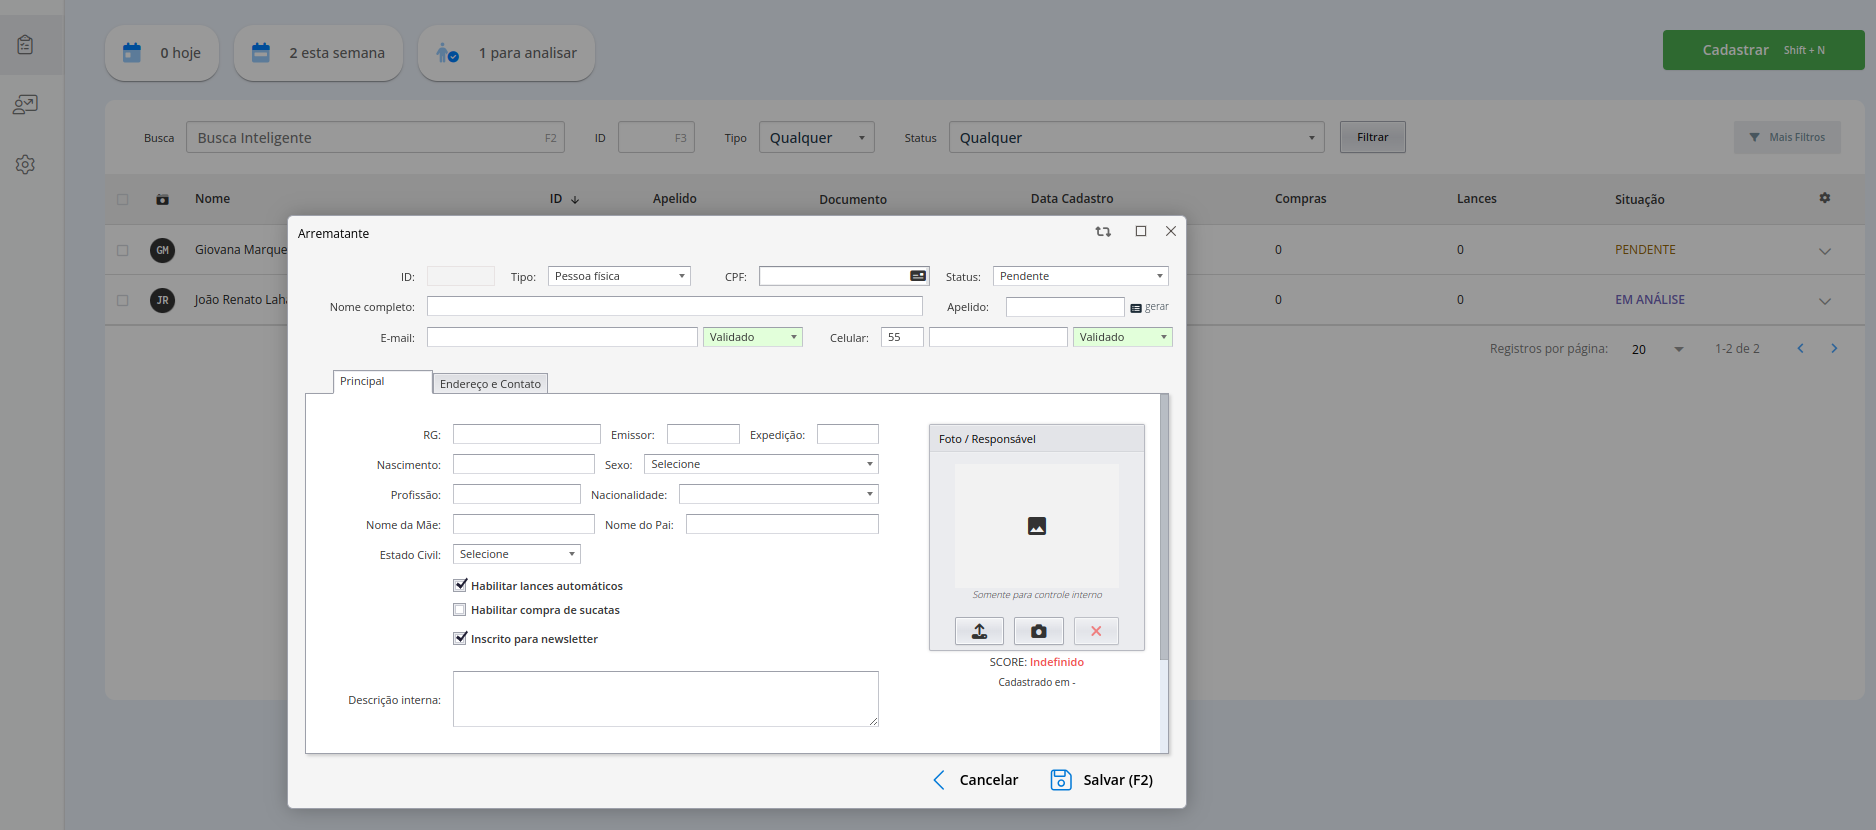 0 hoje
2 esta semana
1 para analisar
Cadastrar Shift + N
Busca Busca Inteligente F2 ID F3 Tipo Qualquer Status Qualquer Filtrar Mais Filtros
Nome ID Apelido Documento Data Cadastro Compras Lances Situação
GM Giovana Marque 0 0 PENDENTE
JR João Renato Lah 0 0 EM ANÁLISE
Registros por página: 20 1-2 de 2
Arrematante
ID: Tipo: Pessoa física CPF: Status: Pendente
Nome completo: Apelido: gerar
E-mail: Validado Celular: 55 Validado
Principal Endereço e Contato
RG: Emissor: Expedição:
Nascimento: Sexo: Selecione
Profissão: Nacionalidade:
Nome da Mãe: Nome do Pai:
Estado Civil: Selecione
Habilitar lances automáticos
Habilitar compra de sucatas
Inscrito para newsletter
Descrição interna:
Foto / Responsável
Somente para controle interno
SCORE: Indefinido
Cadastrado em -
Cancelar Salvar (F2)